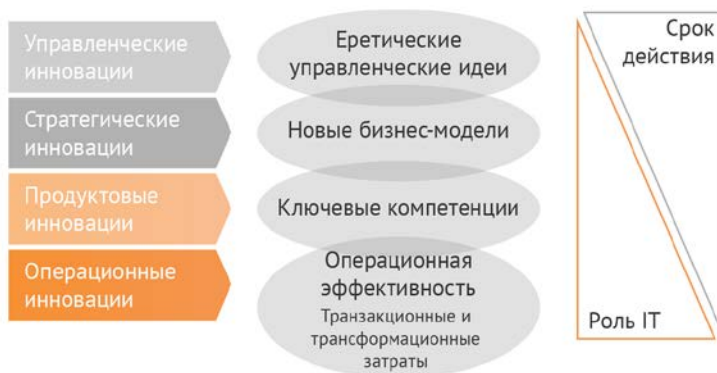 Управленческие
инновации
Еретические
управленческие идеи
Срок
действия
Стратегические
инновации
Новые бизнес-модели
Продуктовые
инновации
Ключевые компетенции
Операционные
инновации
Операционная
эффективность
Транзакционные и
трансформационные
затраты
Роль IT